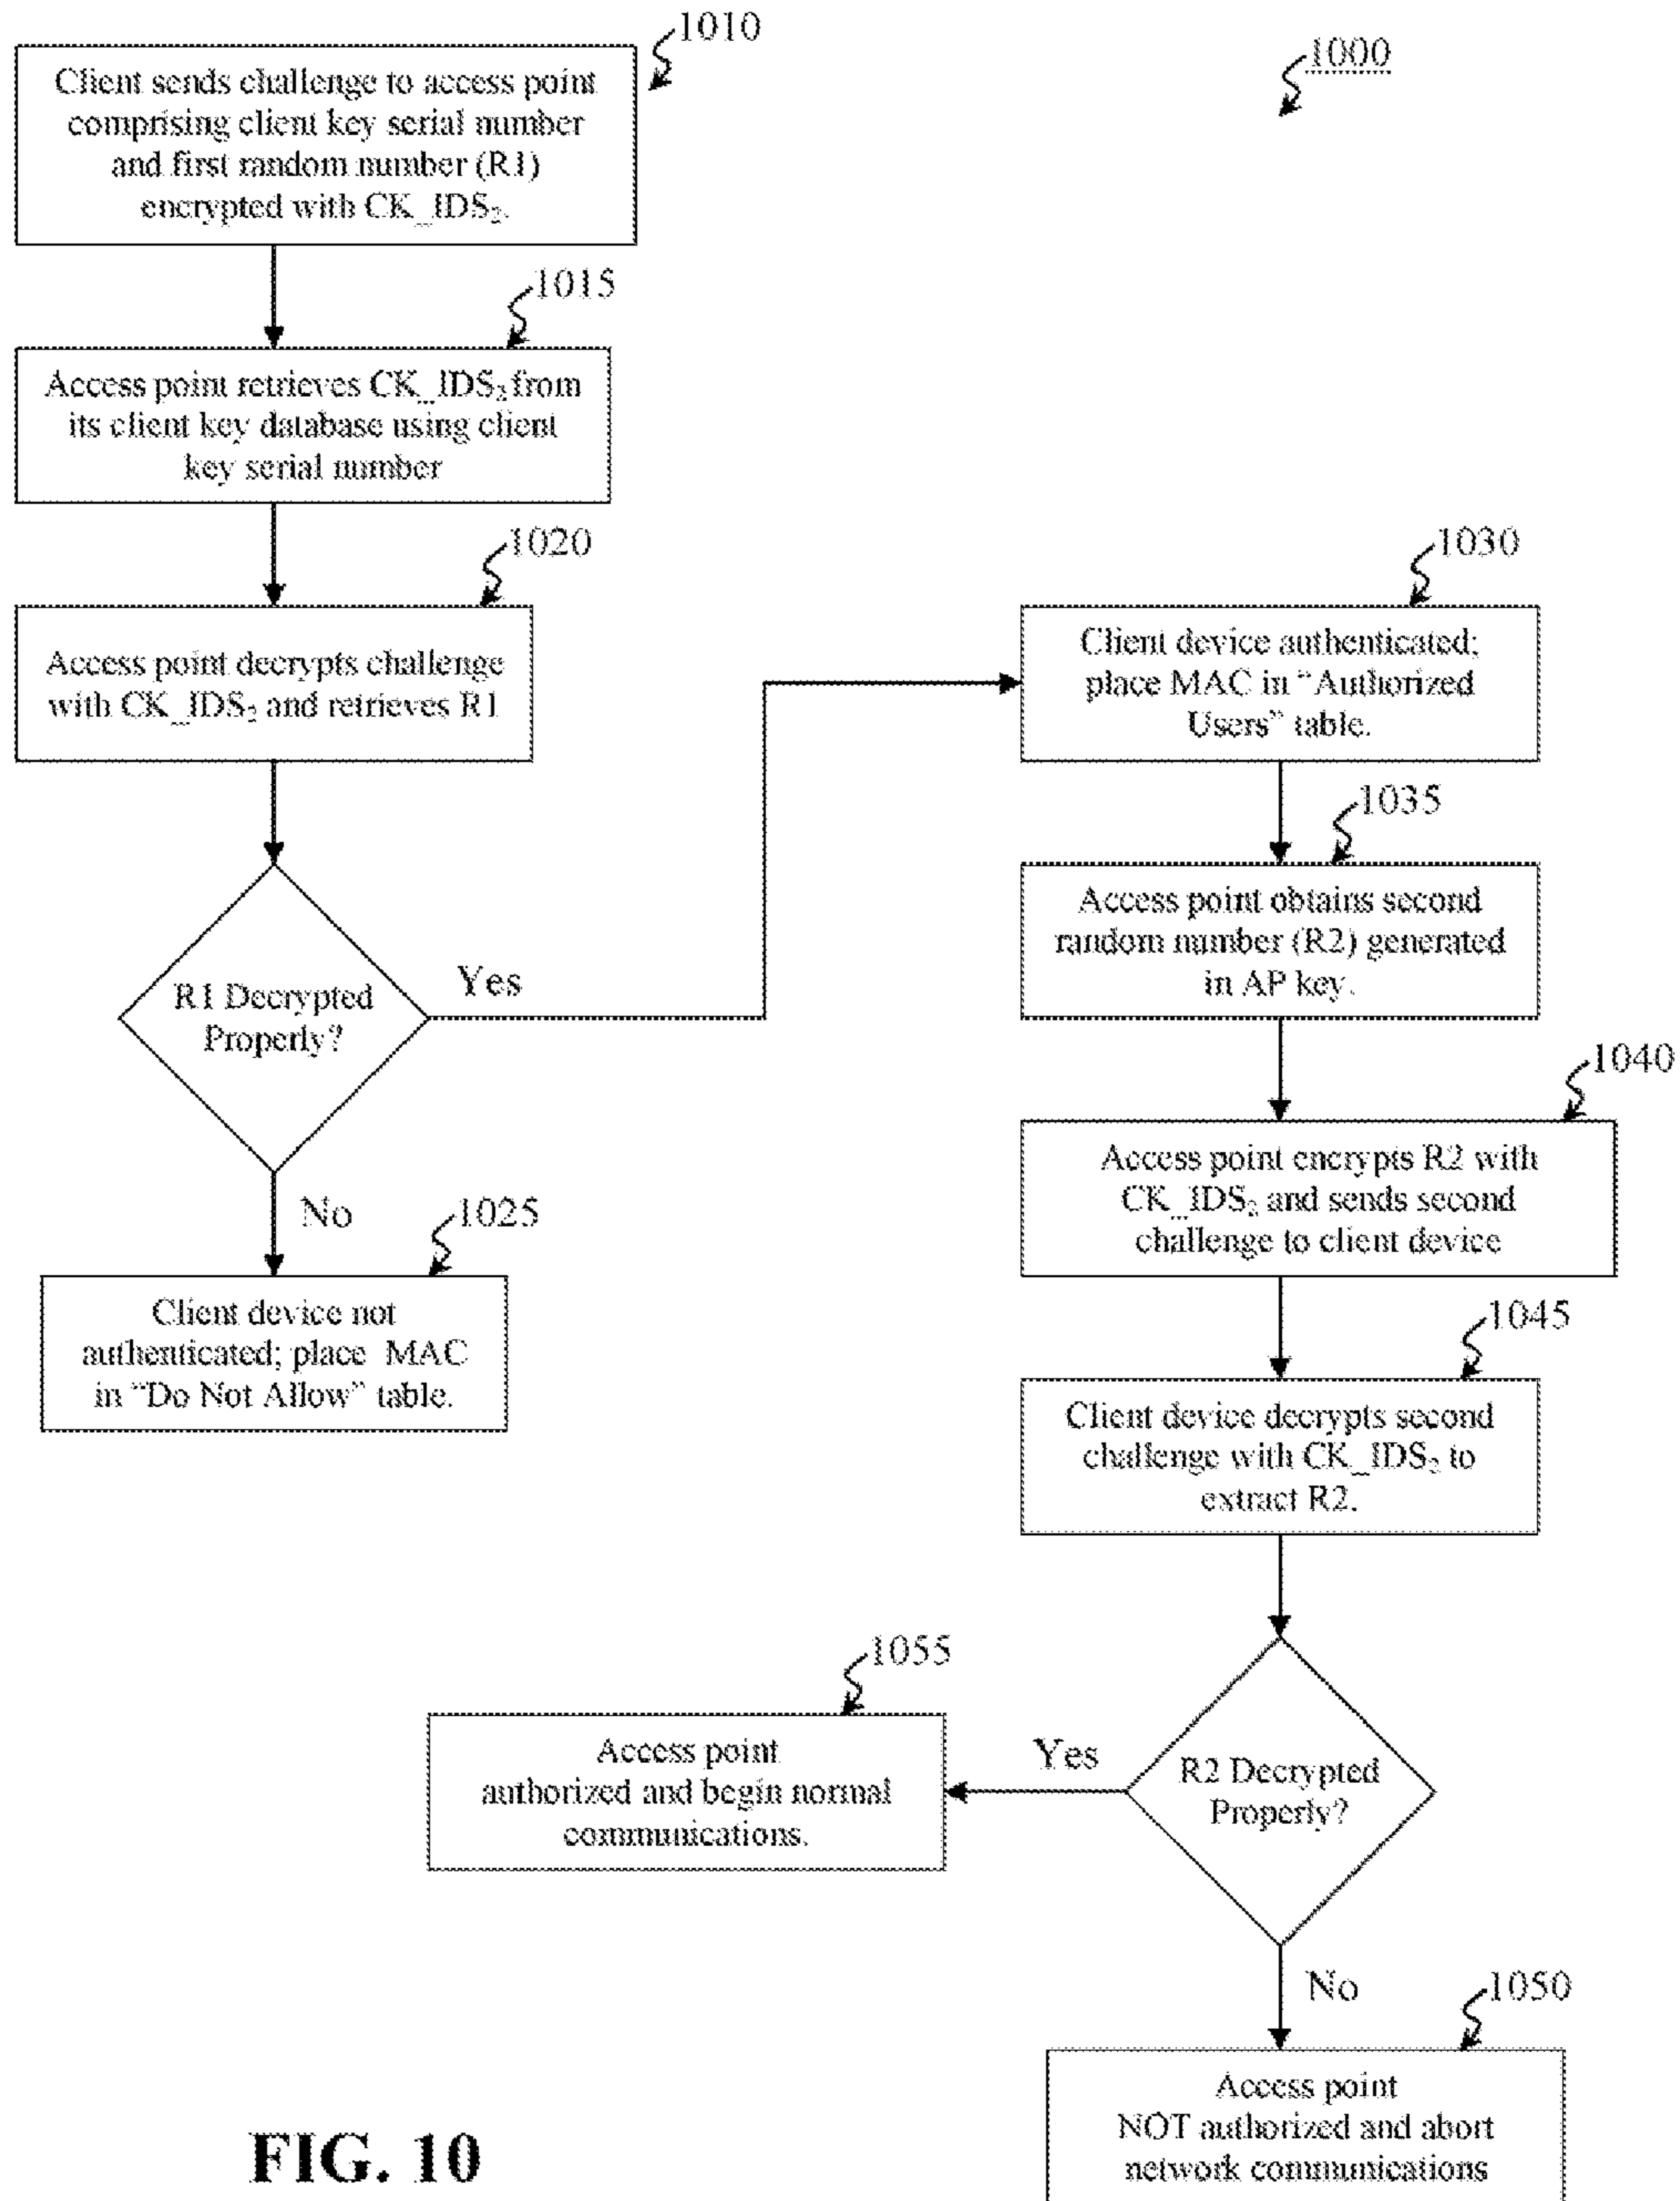 1010
1000
Client sends challenge to access point
comprising client key serial number
and first random number (R1)
encrypted with CK_IDS₂.
1015
Access point retrieves CK_IDS₂ from
its client key database using client
key serial number
1020
Access point decrypts challenge
with CK_IDS₂ and retrieves R1
R1 Decrypted
Properly?
Yes
No
1025
Client device not
authenticated; place MAC
in “Do Not Allow” table.
1030
Client device authenticated;
place MAC in “Authorized
Users” table.
1035
Access point obtains second
random number (R2) generated
in AP key.
1040
Access point encrypts R2 with
CK_IDS₂ and sends second
challenge to client device
1045
Client device decrypts second
challenge with CK_IDS₂ to
extract R2.
R2 Decrypted
Properly?
Yes
1055
Access point
authorized and begin normal
communications.
No
1050
Access point
NOT authorized and abort
network communications
FIG. 10